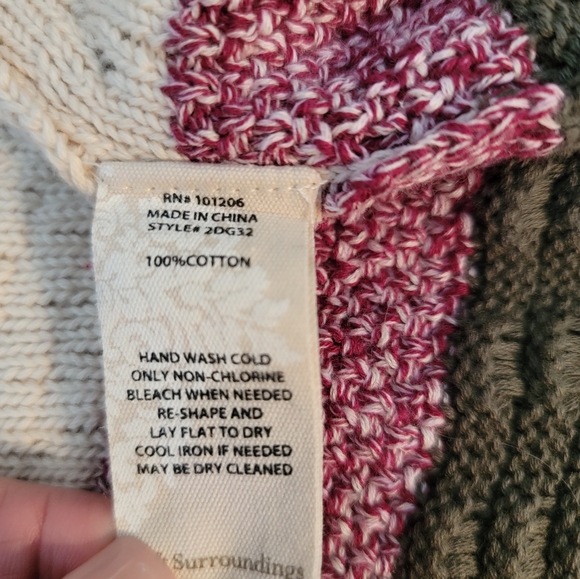 RN# 101206
MADE IN CHINA
STYLE# 2DG32
100%COTTON
HAND WASH COLD
ONLY NON-CHLORINE
BLEACH WHEN NEEDED
RE-SHAPE AND
LAY FLAT TO DRY
COOL IRON IF NEEDED
MAY BE DRY CLEANED
Surroundings